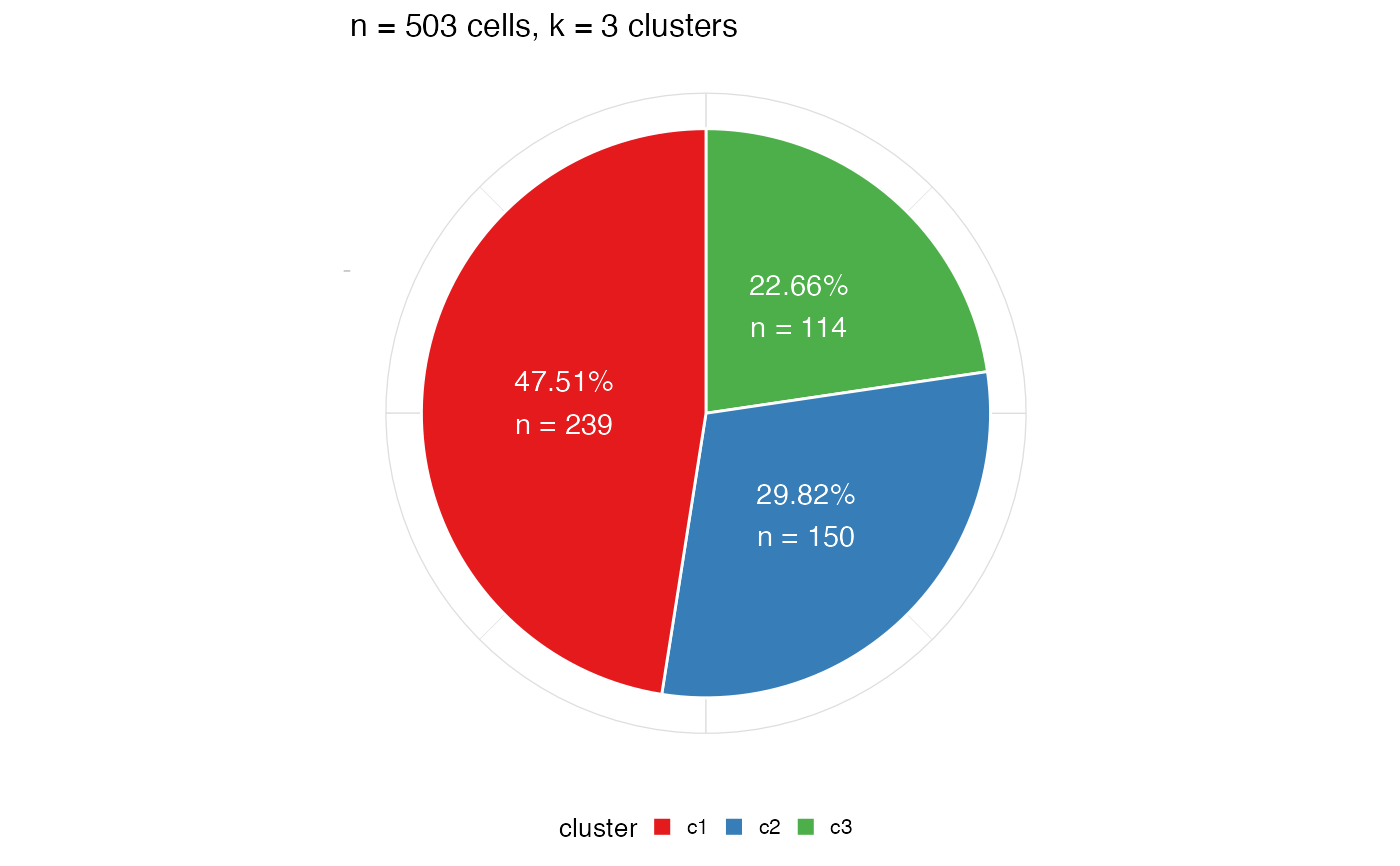 n = 503 cells, k = 3 clusters
22.66%
n = 114
47.51%
n = 239
29.82%
n = 150
cluster c1 c2 c3